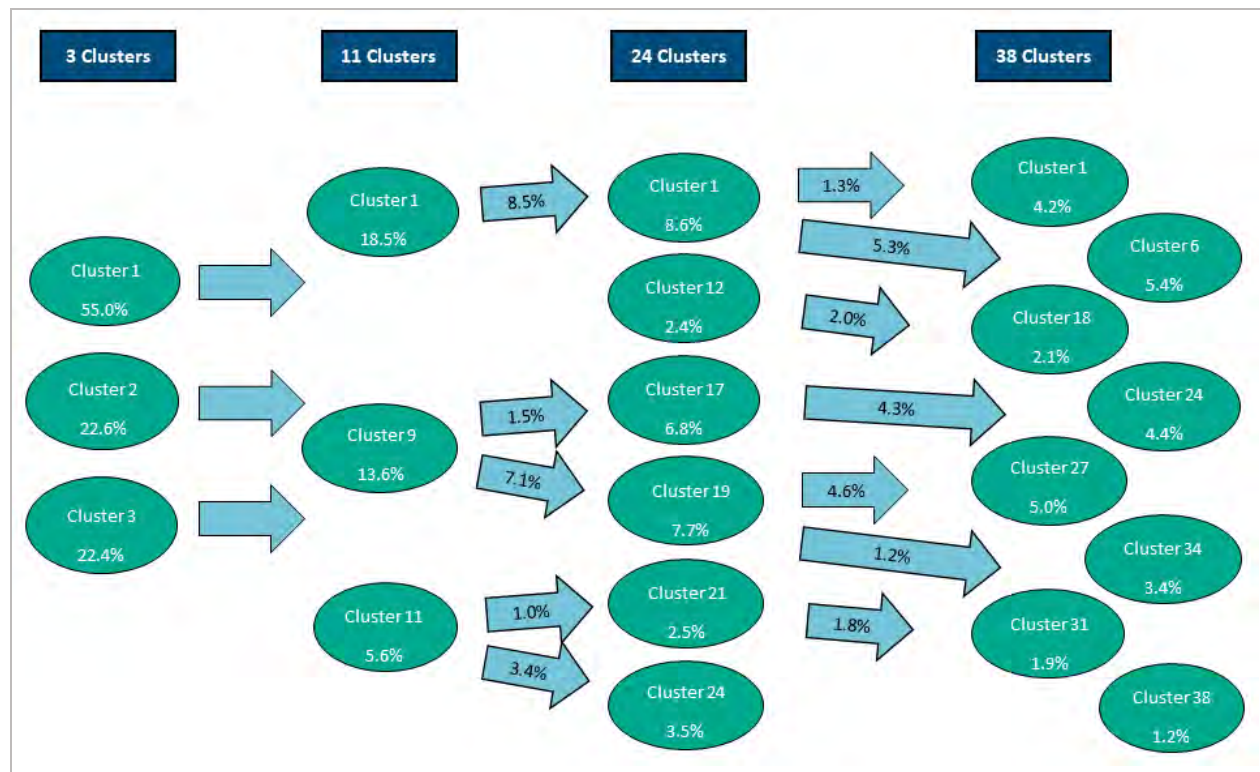 3 Clusters
11 Clusters
24 Clusters
38 Clusters
Cluster 1
55.0%
Cluster 2
22.6%
Cluster 3
22.4%
Cluster 1
18.5%
Cluster 9
13.6%
Cluster 11
5.6%
8.5%
1.5%
7.1%
1.0%
3.4%
Cluster 1
8.6%
Cluster 12
2.4%
Cluster 17
6.8%
Cluster 19
7.7%
Cluster 21
2.5%
Cluster 24
3.5%
1.3%
5.3%
2.0%
4.3%
4.6%
1.2%
1.8%
Cluster 1
4.2%
Cluster 6
5.4%
Cluster 18
2.1%
Cluster 24
4.4%
Cluster 27
5.0%
Cluster 34
3.4%
Cluster 31
1.9%
Cluster 38
1.2%